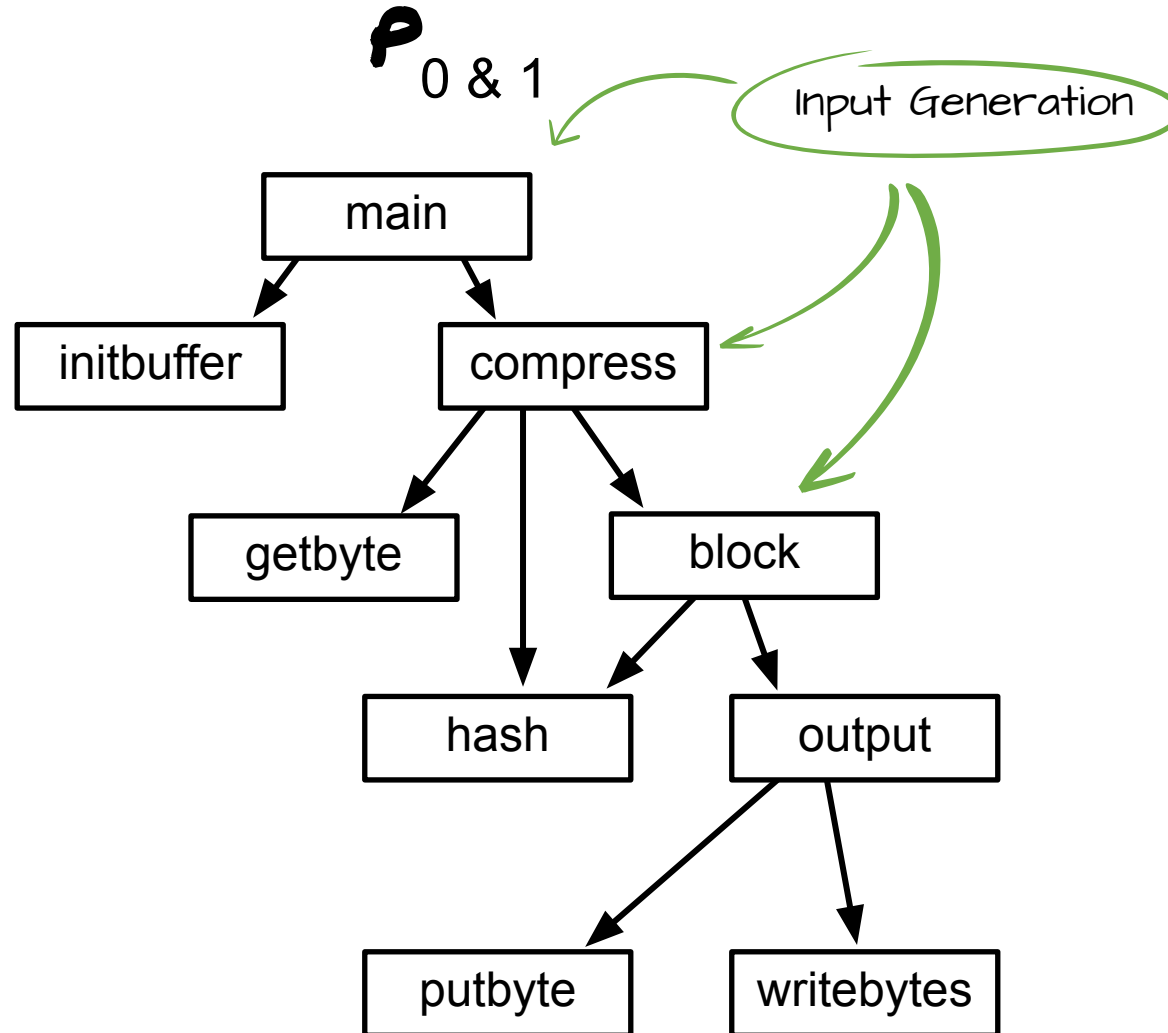 ρ 0 & 1
Input Generation
main
initbuffer
compress
getbyte
block
hash
output
putbyte
writebytes